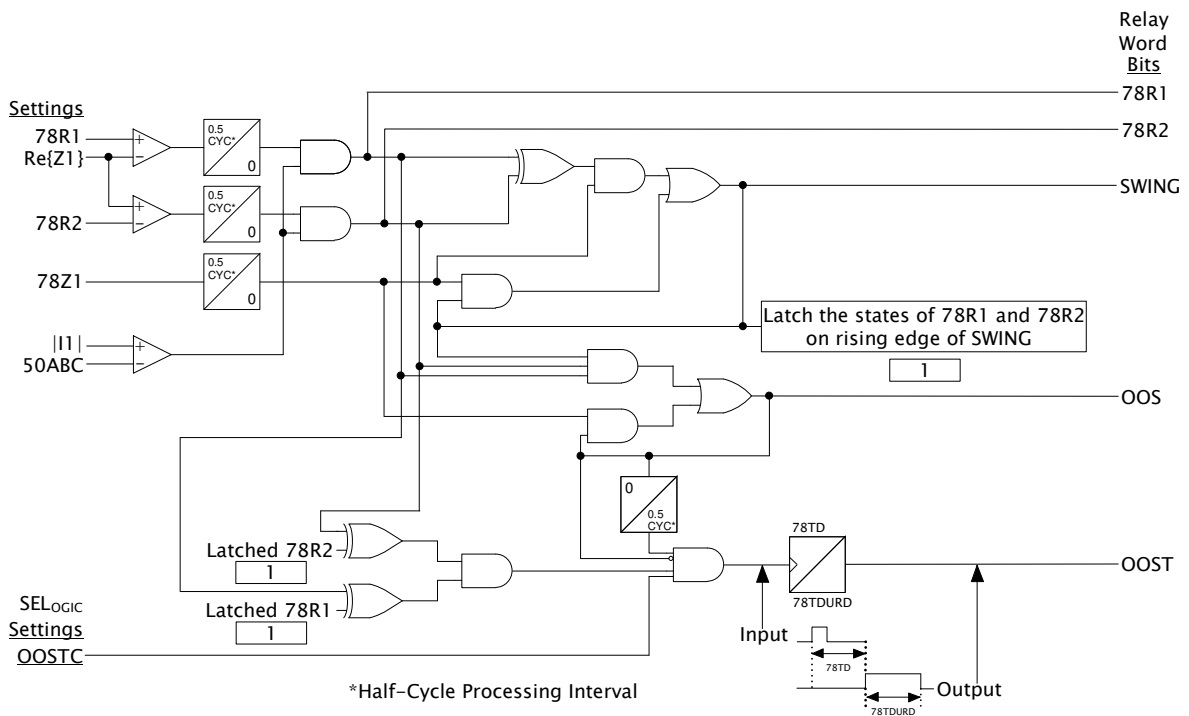 Relay
Word
Bits
Settings
78R1
78R1
0.5
CYC*
0
Re{Z1}
78R2
0.5
CYC*
0
78R2
SWING
78Z1
0.5
CYC*
0
|I1|
50ABC
Latch the states of 78R1 and 78R2
on rising edge of SWING
1
OOS
0
0.5
CYC*
78TD
78TDURD
OOST
Latched 78R2
1
Latched 78R1
1
SELOGIC
Settings
OOSTC
Input
78TD
Output
78TDURD
*Half-Cycle Processing Interval